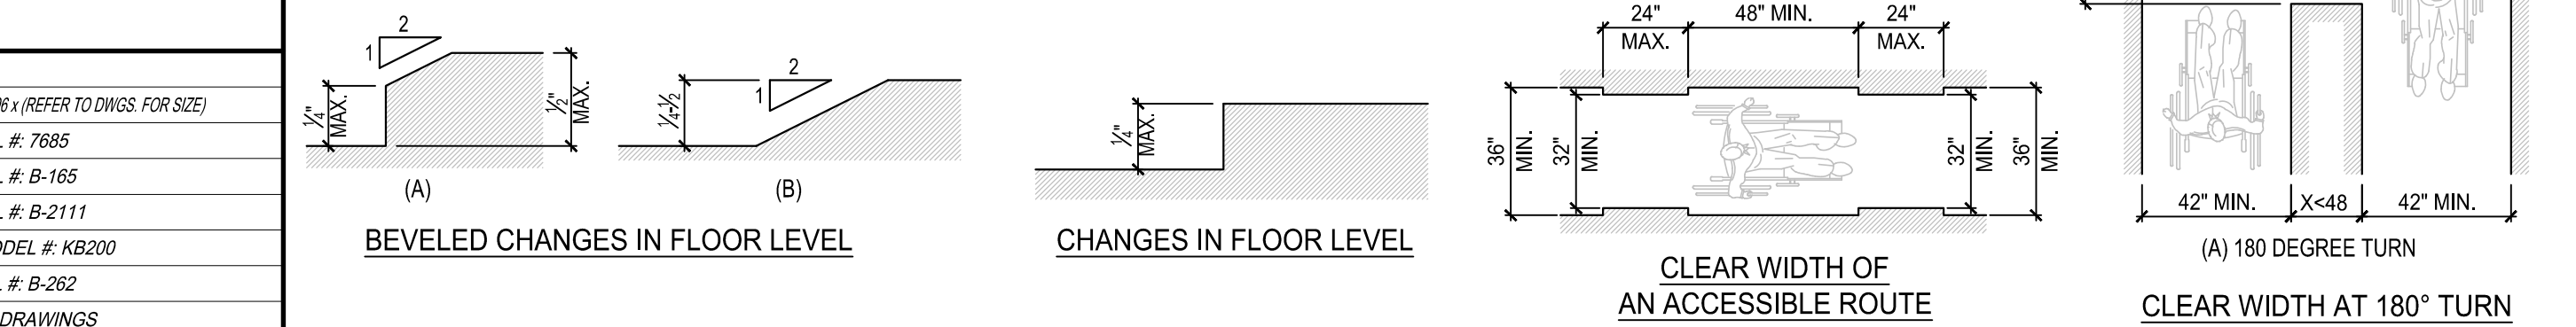 06 x (REFER TO DWGS. FOR SIZE)
#: 7685
#: B-165
#: B-2111
ODEL #: KB200
#: B-262
DRAWINGS
2
1
1/4"
MAX.
1/2"
MAX.
(A)
2
1
1/4-1/2
(B)
BEVELED CHANGES IN FLOOR LEVEL
1/4"
MAX.
CHANGES IN FLOOR LEVEL
24"
MAX.
48" MIN.
24"
MAX.
36"
MIN.
32"
MIN.
32"
MIN.
36"
MIN.
CLEAR WIDTH OF
AN ACCESSIBLE ROUTE
42" MIN.
X<48
42" MIN.
(A) 180 DEGREE TURN
CLEAR WIDTH AT 180° TURN